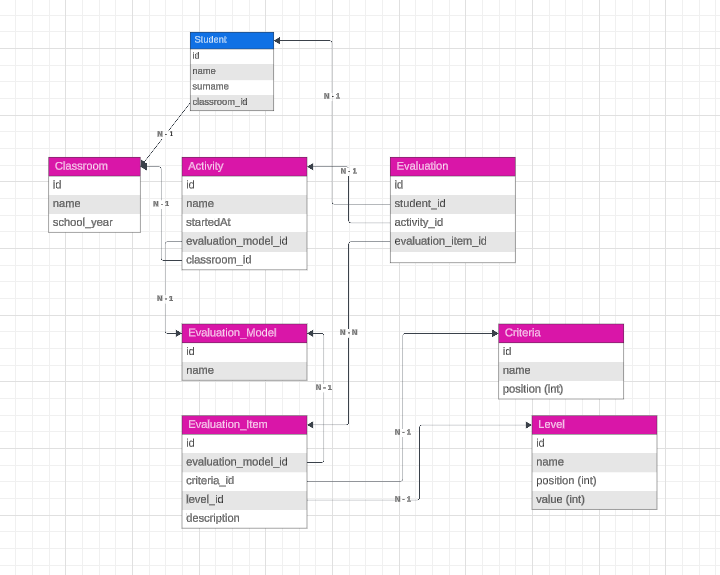 Student
id
name
surname
classroom_id
N-1
N-1
Classroom
id
name
school_year
N-1
Activity
id
name
startedAt
evaluation_model_id
classroom_id
N-1
Evaluation
id
student_id
activity_id
evaluation_item_id
N-1
Evaluation_Model
id
name
N-N
N-1
Criteria
id
name
position (int)
Evaluation_Item
id
evaluation_model_id
criteria_id
level_id
description
N-1
N-1
Level
id
name
position (int)
value (int)